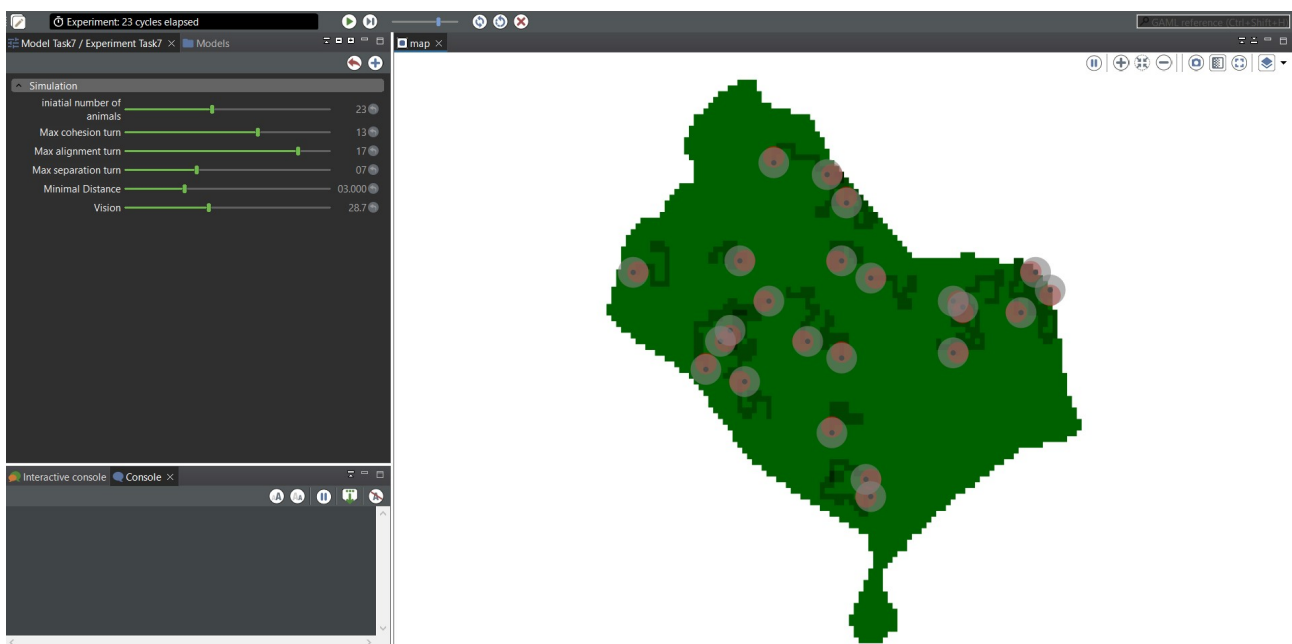 Experiment: 23 cycles elapsed
GAML reference (Ctrl+Shift+H)
Model Task7 / Experiment Task7
Models
map
Simulation
iniatial number of
animals
23
Max cohesion turn
13
Max alignment turn
17
Max separation turn
07
Minimal Distance
03.000
Vision
28.7
Interactive console
Console